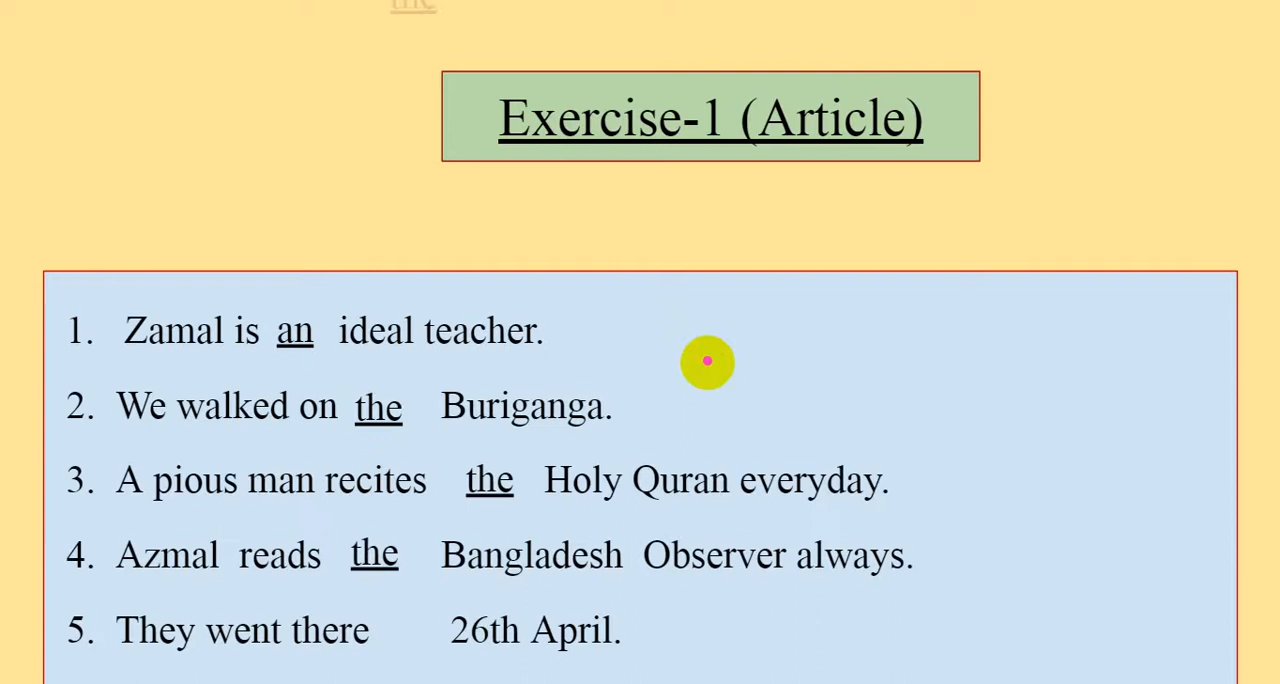 the
Exercise-1 (Article)
1. Zamal is an ideal teacher.
2. We walked on the Buriganga.
3. A pious man recites the Holy Quran everyday.
4. Azmal reads the Bangladesh Observer always.
5. They went there 26th April.